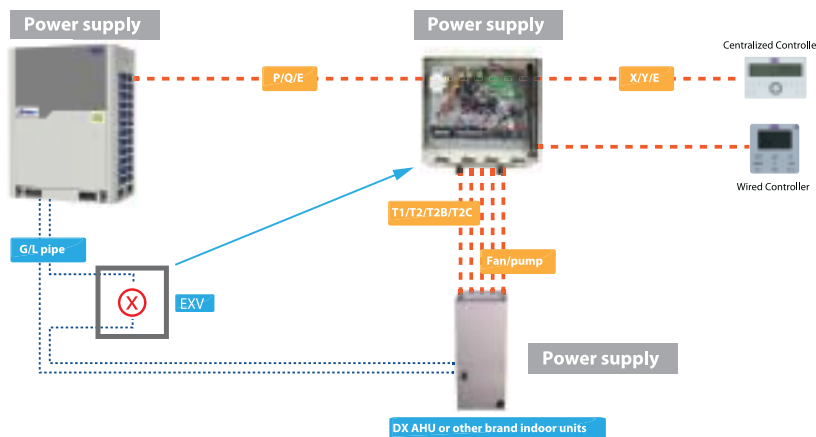 Power supply
Power supply
Centralized Controlle
P/Q/E
X/Y/E
Wired Controller
T1/T2/T2B/T2C
G/L pipe
Fan/pump
EXV
X
Power supply
DX AHU or other brand indoor units